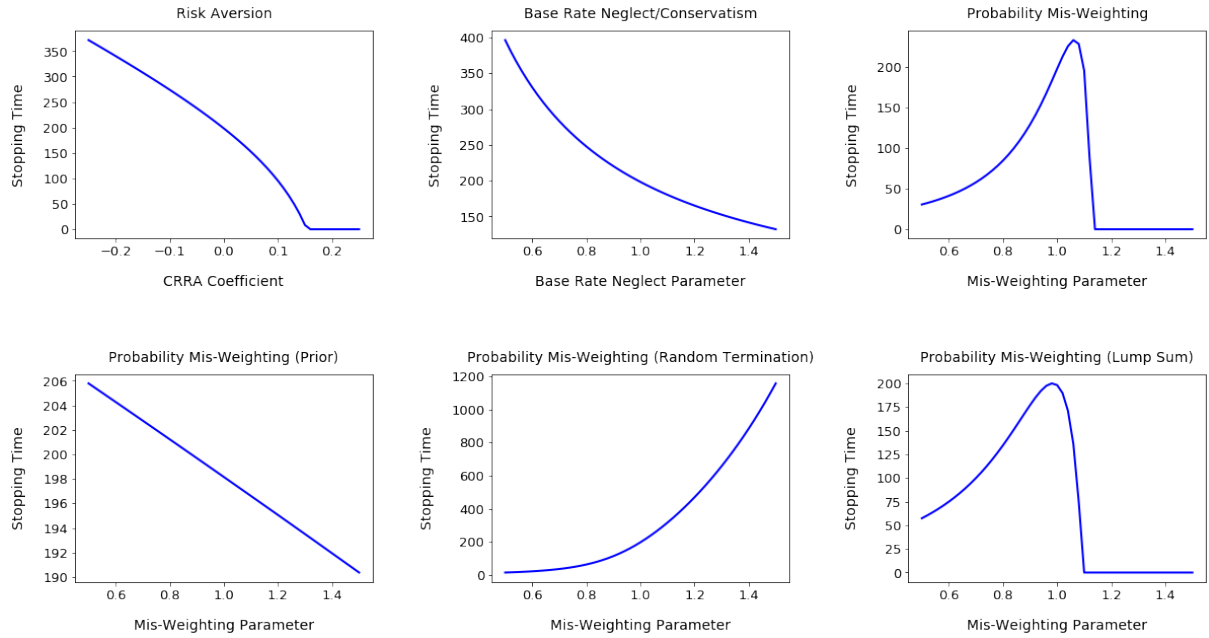 Risk Aversion
Stopping Time
350
300
250
200
150
100
50
0
−0.2 −0.1 0.0 0.1 0.2
CRRA Coefficient
Base Rate Neglect/Conservatism
Stopping Time
400
350
300
250
200
150
0.6 0.8 1.0 1.2 1.4
Base Rate Neglect Parameter
Probability Mis-Weighting
Stopping Time
200
150
100
50
0
0.6 0.8 1.0 1.2 1.4
Mis-Weighting Parameter
Probability Mis-Weighting (Prior)
Stopping Time
206
204
202
200
198
196
194
192
190
0.6 0.8 1.0 1.2 1.4
Mis-Weighting Parameter
Probability Mis-Weighting (Random Termination)
Stopping Time
1200
1000
800
600
400
200
0
0.6 0.8 1.0 1.2 1.4
Mis-Weighting Parameter
Probability Mis-Weighting (Lump Sum)
Stopping Time
200
175
150
125
100
75
50
25
0
0.6 0.8 1.0 1.2 1.4
Mis-Weighting Parameter